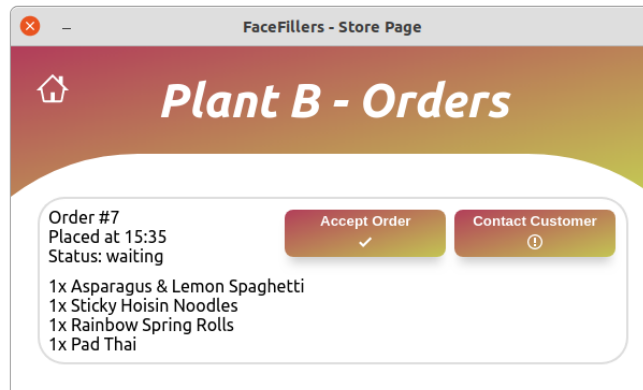 FaceFillers - Store Page
Plant B - Orders
Order #7
Placed at 15:35
Status: waiting
Accept Order
Contact Customer
1x Asparagus & Lemon Spaghetti
1x Sticky Hoisin Noodles
1x Rainbow Spring Rolls
1x Pad Thai